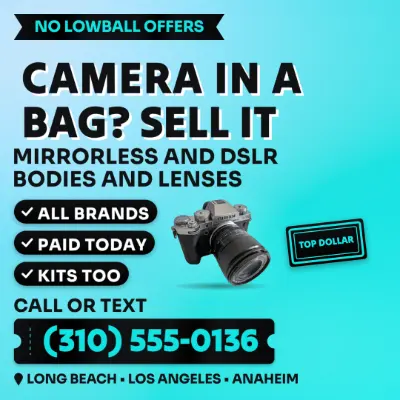 NO LOWBALL OFFERS
CAMERA IN A
BAG? SELL IT
MIRRORLESS AND DSLR
BODIES AND LENSES
✓ ALL BRANDS
✓ PAID TODAY
✓ KITS TOO
TOP DOLLAR
CALL OR TEXT
(310) 555-0136
LONG BEACH • LOS ANGELES • ANAHEIM